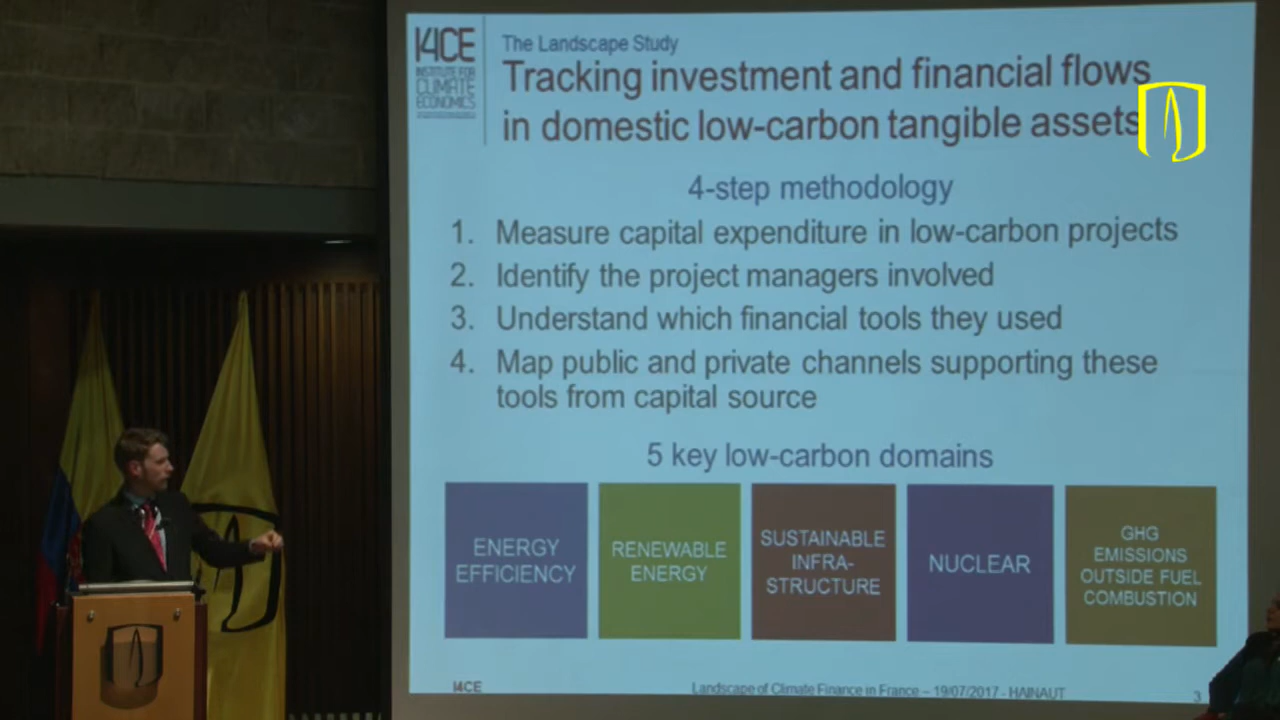 I4CE
INSTITUTE FOR
CLIMATE
ECONOMICS
The Landscape Study
Tracking investment and financial flows
in domestic low-carbon tangible assets
4-step methodology
1. Measure capital expenditure in low-carbon projects
2. Identify the project managers involved
3. Understand which financial tools they used
4. Map public and private channels supporting these
tools from capital source
5 key low-carbon domains
ENERGY
EFFICIENCY
RENEWABLE
ENERGY
SUSTAINABLE
INFRA-
STRUCTURE
NUCLEAR
GHG
EMISSIONS
OUTSIDE FUEL
COMBUSTION
I4CE
Landscape of Climate Finance in France – 19/07/2017 - HAINAUT
3